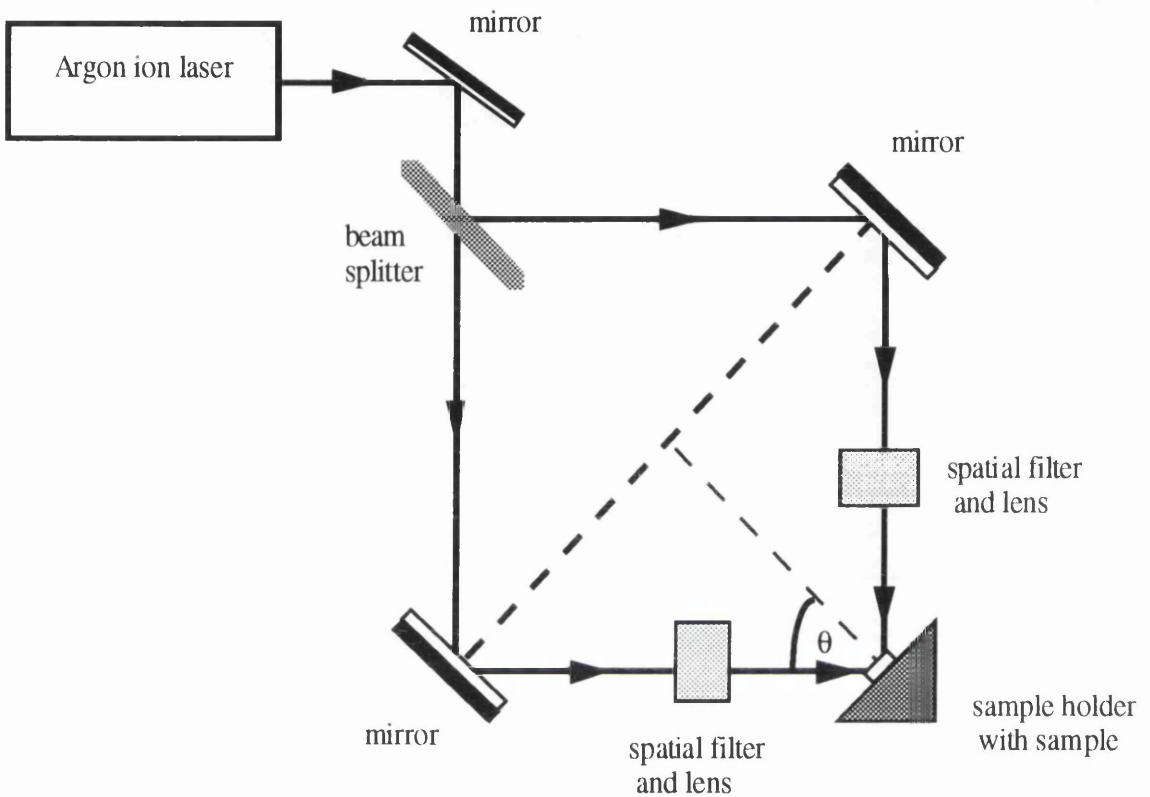 mirror
Argon ion laser
mirror
beam
splitter
spatial filter
and lens
θ
mirror
spatial filter
and lens
sample holder
with sample